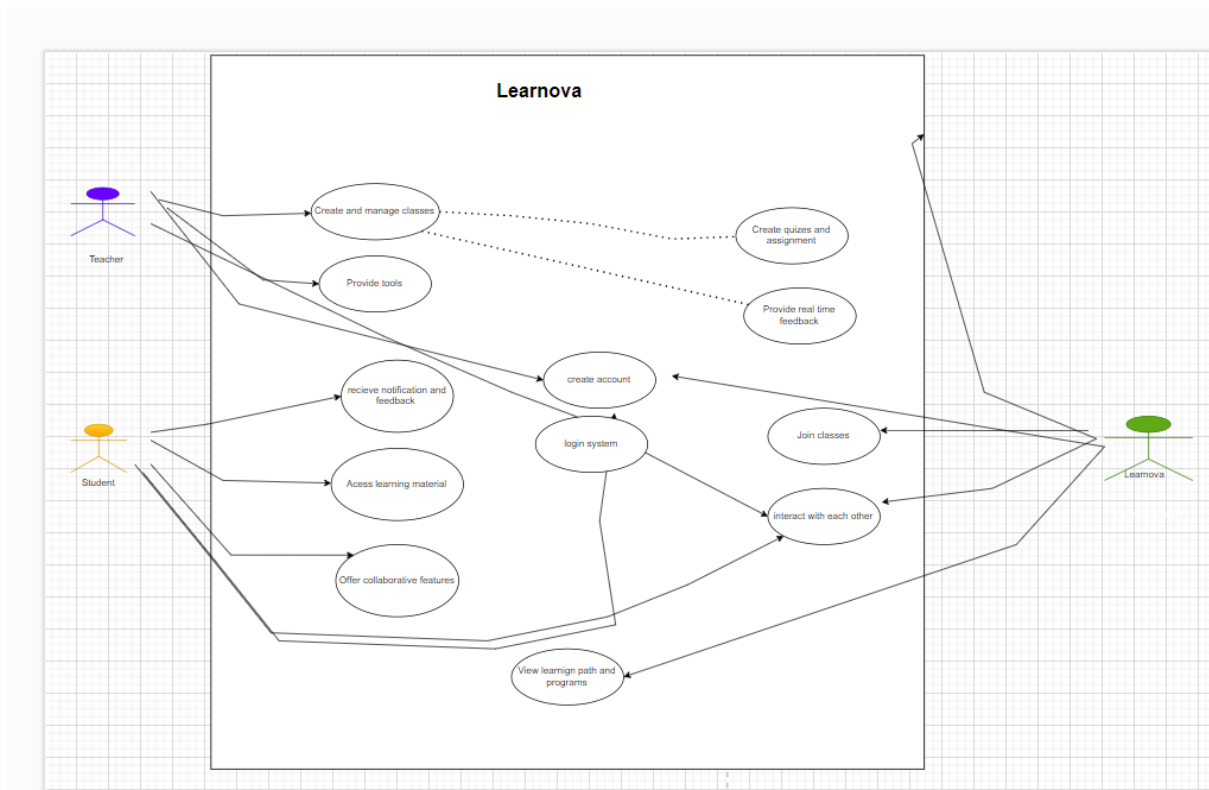 Learnova
Create and manage classes
Create quizes and
assignment
Teacher
Provide tools
Provide real time
feedback
create account
recieve notification and
feedback
login system
Join classes
Student
Acess learning material
Learnova
interact with each other
Offer collaborative features
View learnign path and
programs